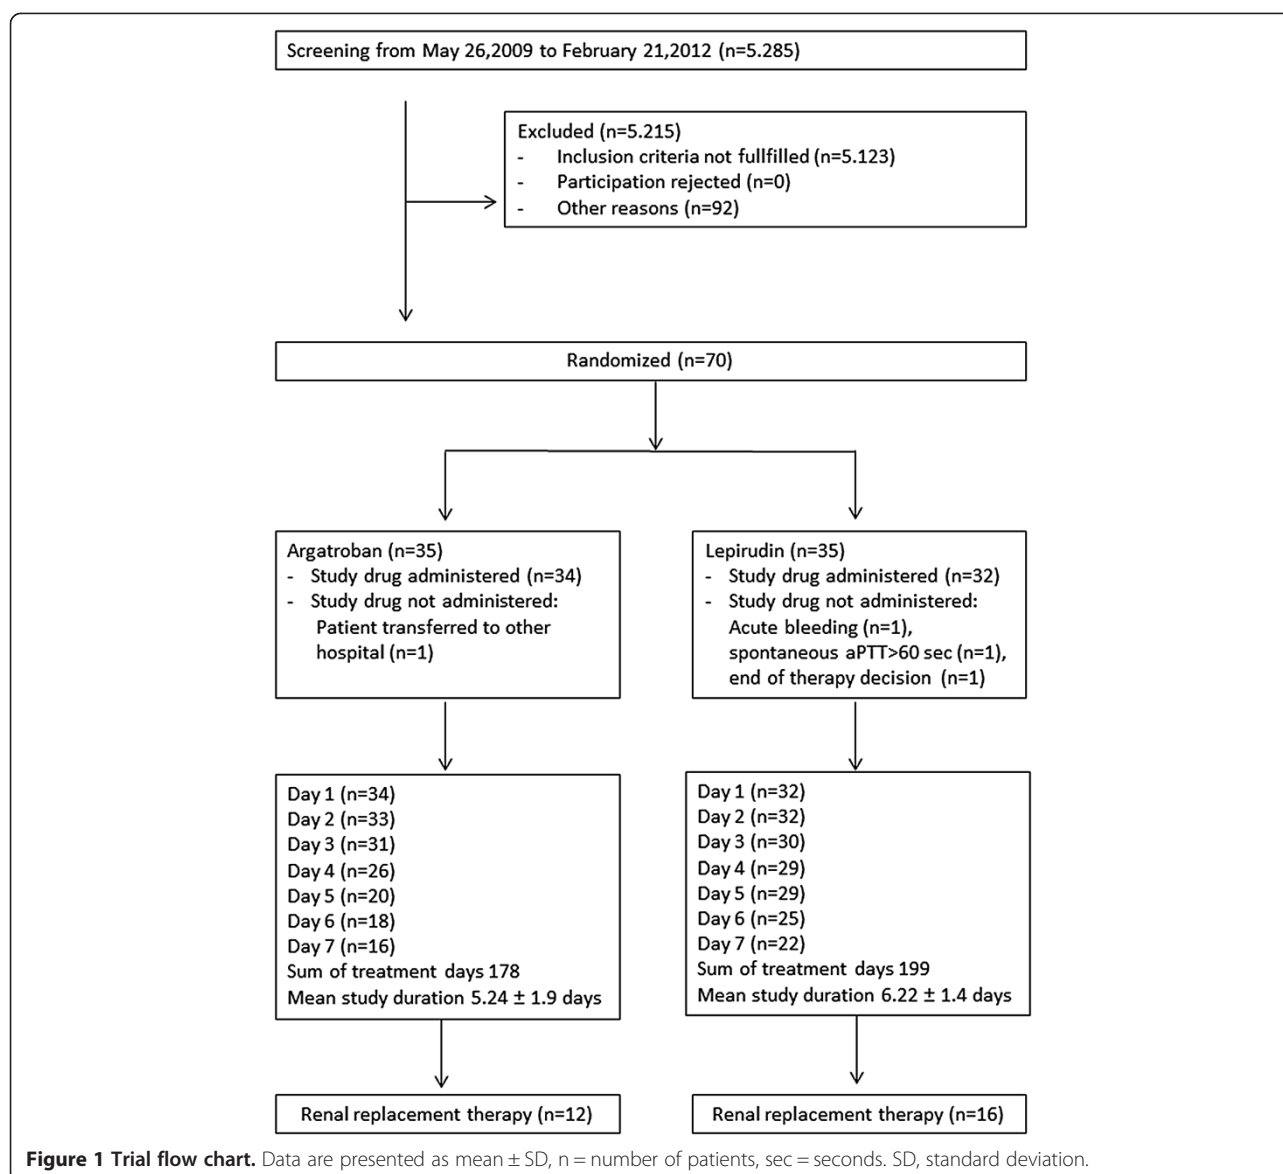 Screening from May 26,2009 to February 21,2012 (n=5.285)
Excluded (n=5.215)
- Inclusion criteria not fullfilled (n=5.123)
- Participation rejected (n=0)
- Other reasons (n=92)
Randomized (n=70)
Argatroban (n=35)
- Study drug administered (n=34)
- Study drug not administered:
Patient transferred to other
hospital (n=1)
Lepirudin (n=35)
- Study drug administered (n=32)
- Study drug not administered:
Acute bleeding (n=1),
spontaneous aPTT>60 sec (n=1),
end of therapy decision (n=1)
Day 1 (n=34)
Day 2 (n=33)
Day 3 (n=31)
Day 4 (n=26)
Day 5 (n=20)
Day 6 (n=18)
Day 7 (n=16)
Sum of treatment days 178
Mean study duration 5.24 ± 1.9 days
Day 1 (n=32)
Day 2 (n=32)
Day 3 (n=30)
Day 4 (n=29)
Day 5 (n=29)
Day 6 (n=25)
Day 7 (n=22)
Sum of treatment days 199
Mean study duration 6.22 ± 1.4 days
Renal replacement therapy (n=12)
Renal replacement therapy (n=16)
Figure 1 Trial flow chart. Data are presented as mean ± SD, n = number of patients, sec = seconds. SD, standard deviation.